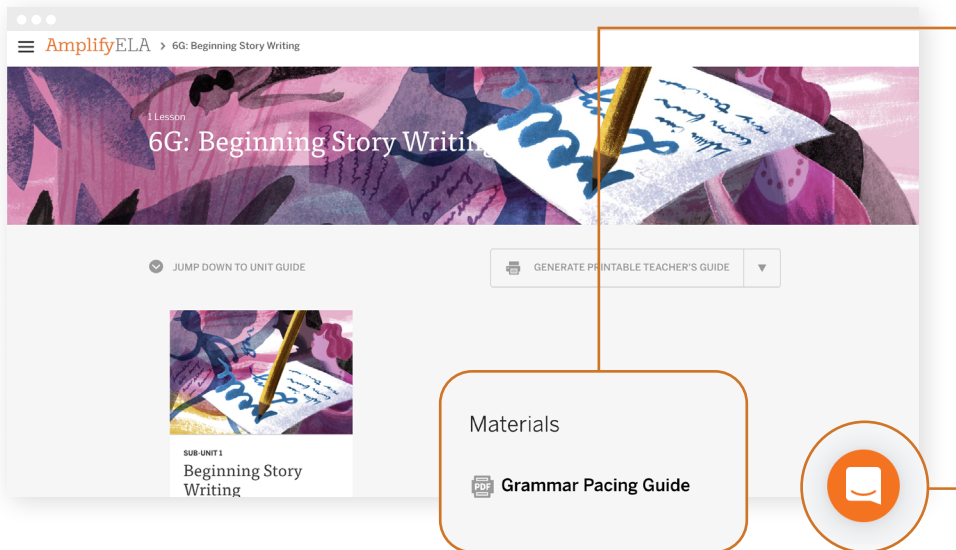 AmplifyELA > 6G: Beginning Story Writing
1 Lesson
6G: Beginning Story Writing
JUMP DOWN TO UNIT GUIDE
GENERATE PRINTABLE TEACHER'S GUIDE
SUB-UNIT 1
Beginning Story
Writing
Materials
PDF Grammar Pacing Guide